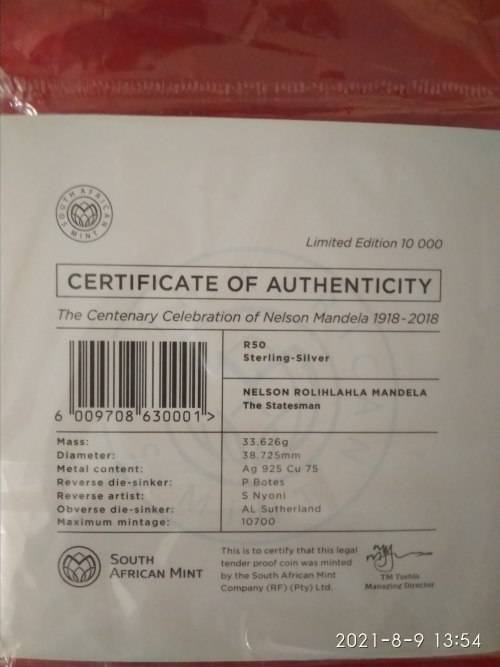 SOUTH AFRICAN MINT
Limited Edition 10 000
CERTIFICATE OF AUTHENTICITY
The Centenary Celebration of Nelson Mandela 1918-2018
R50
Sterling-Silver
NELSON ROLIHLAHLA MANDELA
The Statesman
6 009708 630001 >
Mass: 33.626g
Diameter: 38.725mm
Metal content: Ag 925 Cu 75
Reverse die-sinker: P Botes
Reverse artist: S Nyoni
Obverse die-sinker: AL Sutherland
Maximum mintage: 10700
SOUTH
AFRICAN MINT
This is to certify that this legal
tender proof coin was minted
by the South African Mint
Company (RF) (Pty) Ltd.
TM
Managing Director
2021-8-9 13:54